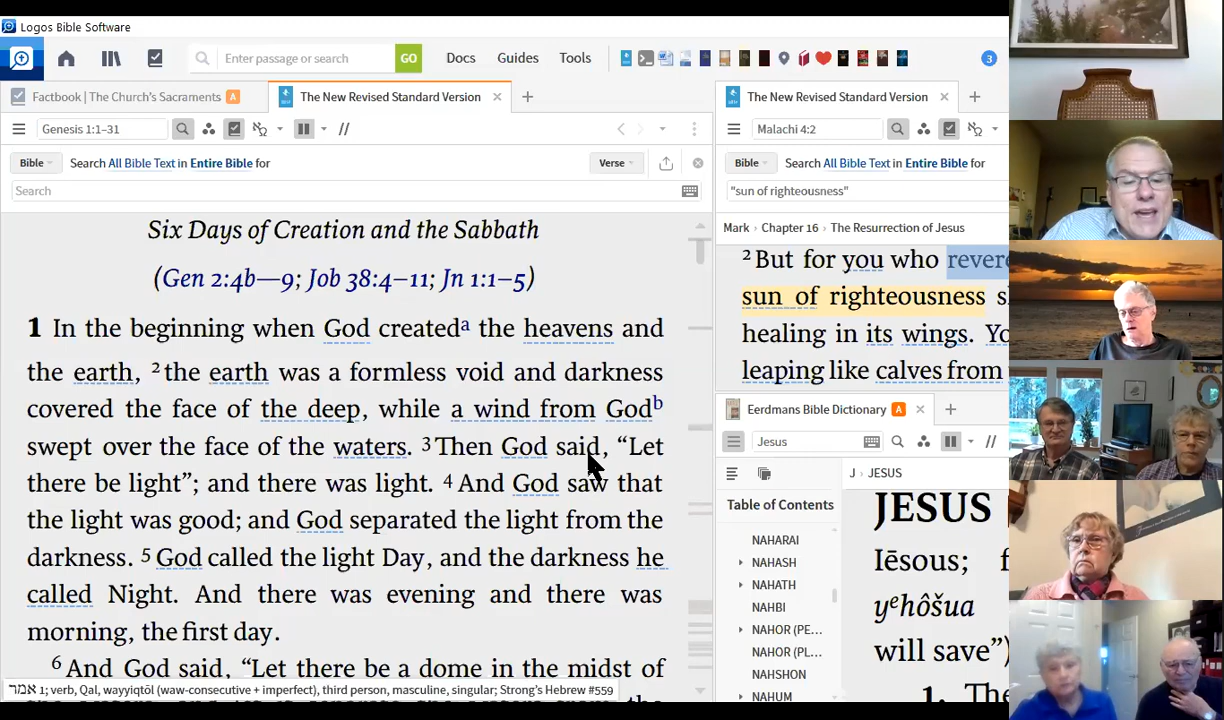 Logos Bible Software
Enter passage or search
GO
Docs
Guides
Tools
3
Factbook | The Church's Sacraments A
The New Revised Standard Version
Genesis 1:1–31
Bible
Search All Bible Text in Entire Bible for
Verse
Search
Six Days of Creation and the Sabbath
(Gen 2:4b—9; Job 38:4–11; Jn 1:1–5)
1 In the beginning when God createdᵃ the heavens and
the earth, ²the earth was a formless void and darkness
covered the face of the deep, while a wind from Godᵇ
swept over the face of the waters. ³Then God said, “Let
there be light”; and there was light. ⁴And God saw that
the light was good; and God separated the light from the
darkness. ⁵God called the light Day, and the darkness he
called Night. And there was evening and there was
morning, the first day.
⁶And God said, “Let there be a dome in the midst of
אמר 1; verb, Qal, wayyiqtōl (waw-consecutive + imperfect), third person, masculine, singular; Strong's Hebrew #559
The New Revised Standard Version
Malachi 4:2
Bible
Search All Bible Text in Entire Bible for
"sun of righteousness"
Mark › Chapter 16 › The Resurrection of Jesus
² But for you who revere
sun of righteousness s
healing in its wings. Yo
leaping like calves from
Eerdmans Bible Dictionary A
Jesus
J › JESUS
Table of Contents
NAHARAI
NAHASH
NAHATH
NAHBI
NAHOR (PE…
NAHOR (PL…
NAHSHON
NAHUM
JESUS
Iēsous; f
yᵉhôšua
will save”)
1. The